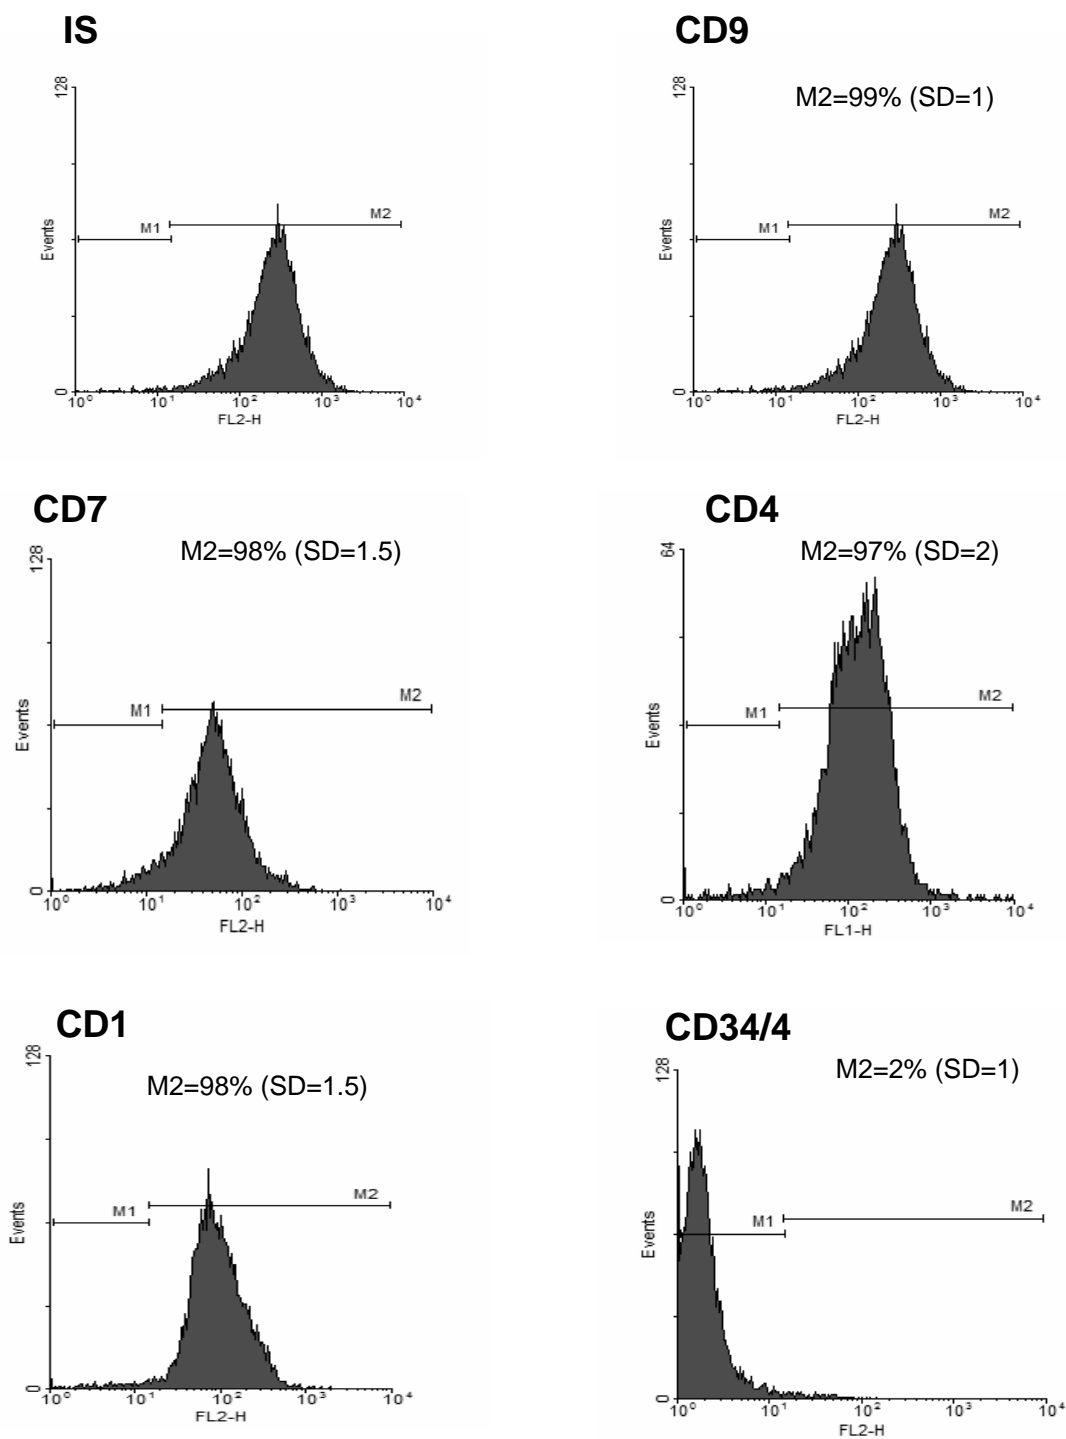 IS
128
Events
M1
M2
0
10⁰ 10¹ 10² 10³ 10⁴
FL2-H
CD9
M2=99% (SD=1)
128
Events
M1
M2
0
10⁰ 10¹ 10² 10³ 10⁴
FL2-H
CD7
M2=98% (SD=1.5)
128
Events
M1
M2
0
10⁰ 10¹ 10² 10³ 10⁴
FL2-H
CD4
M2=97% (SD=2)
64
Events
M1
M2
0
10⁰ 10¹ 10² 10³ 10⁴
FL1-H
CD1
M2=98% (SD=1.5)
128
Events
M1
M2
0
10⁰ 10¹ 10² 10³ 10⁴
FL2-H
CD34/4
M2=2% (SD=1)
128
Events
M1
M2
0
10⁰ 10¹ 10² 10³ 10⁴
FL2-H